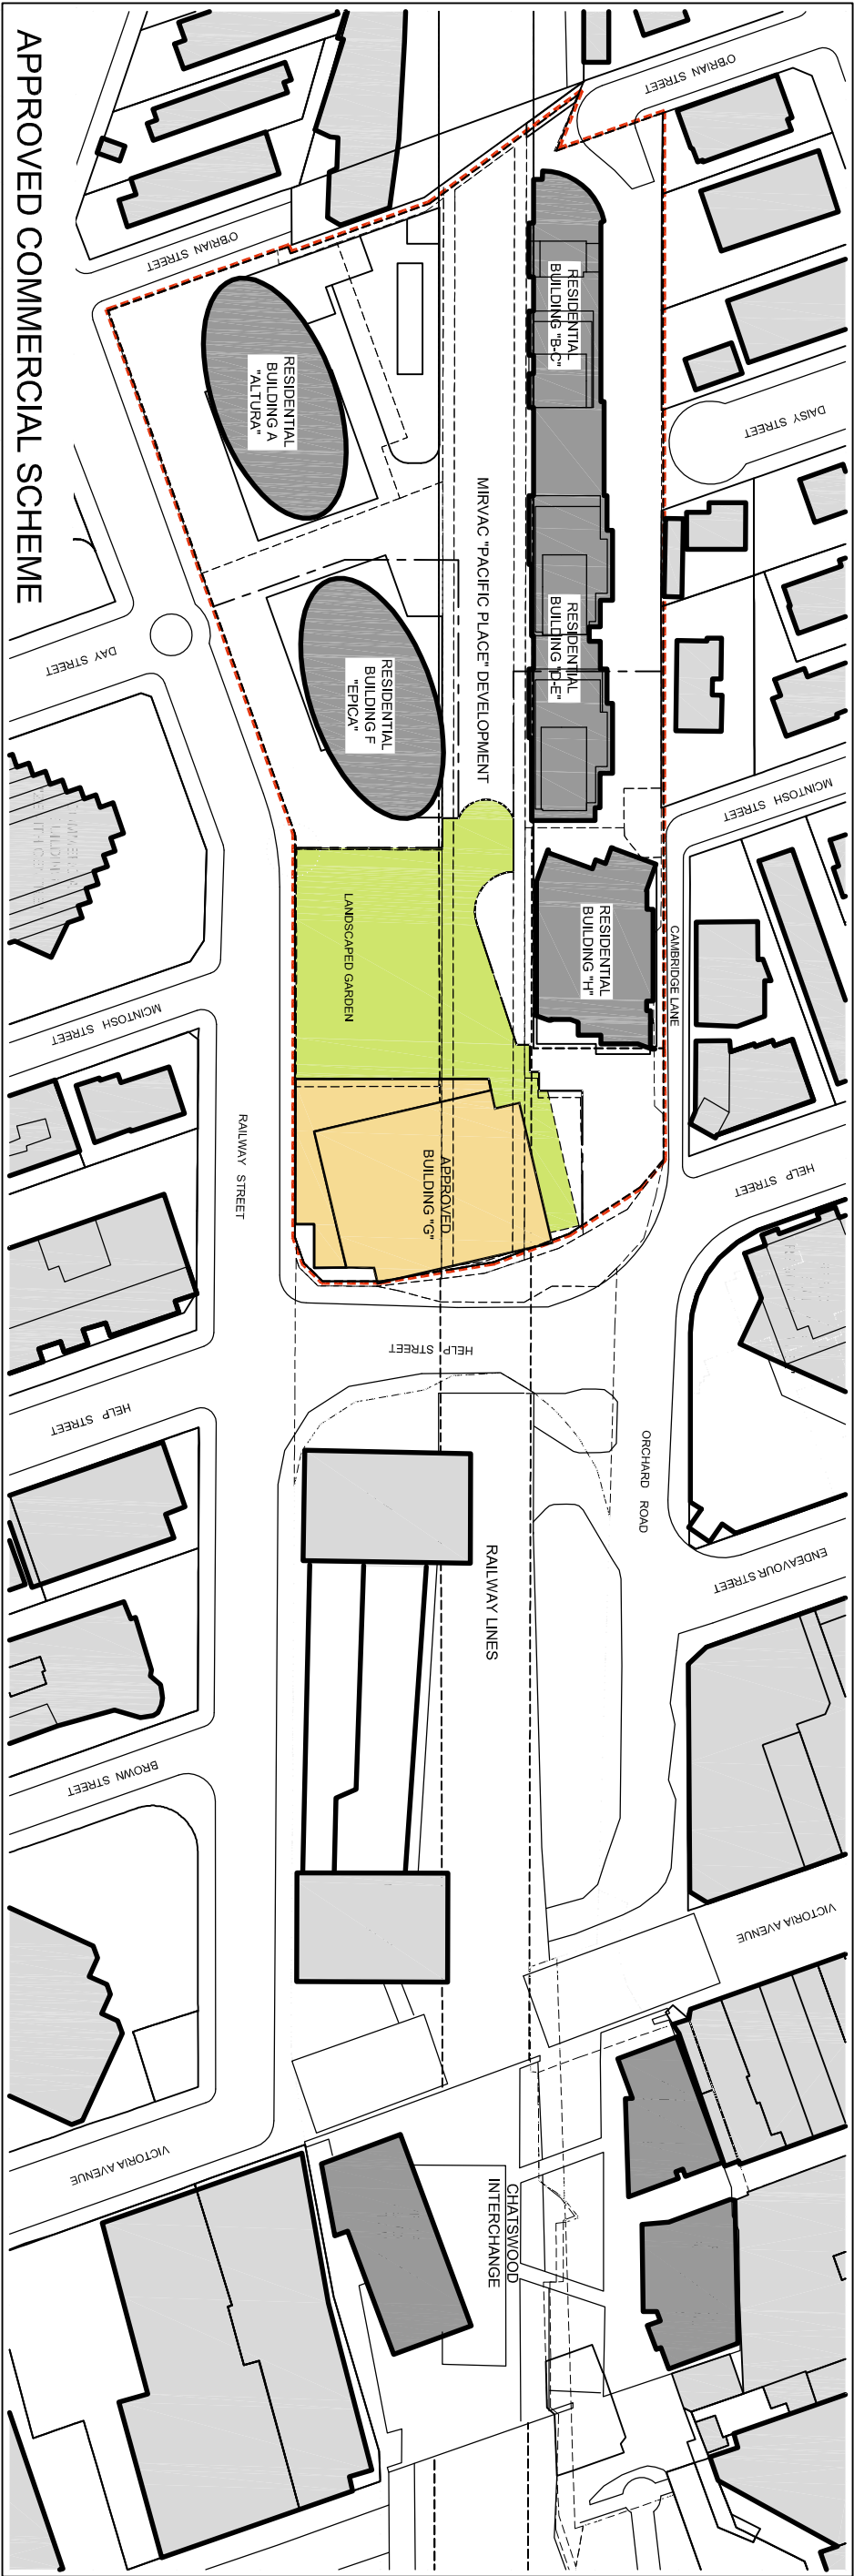 APPROVED COMMERCIAL SCHEME
O'BRIAN STREET
O'BRIAN STREET
DAISY STREET
DAY STREET
MCINTOSH STREET
MCINTOSH STREET
CAMBRIDGE LANE
HELP STREET
HELP STREET
HELP STREET
RAILWAY STREET
ORCHARD ROAD
ENDEAVOUR STREET
BROWN STREET
VICTORIA AVENUE
VICTORIA AVENUE
RESIDENTIAL
BUILDING "B-C"
RESIDENTIAL
BUILDING A
"ALTURA"
MIRVAC "PACIFIC PLACE" DEVELOPMENT
RESIDENTIAL
BUILDING "D-E"
RESIDENTIAL
BUILDING F
"EPICA"
RESIDENTIAL
BUILDING "H"
LANDSCAPED GARDEN
APPROVED
BUILDING "G"
RAILWAY LINES
CHATSWOOD
INTERCHANGE